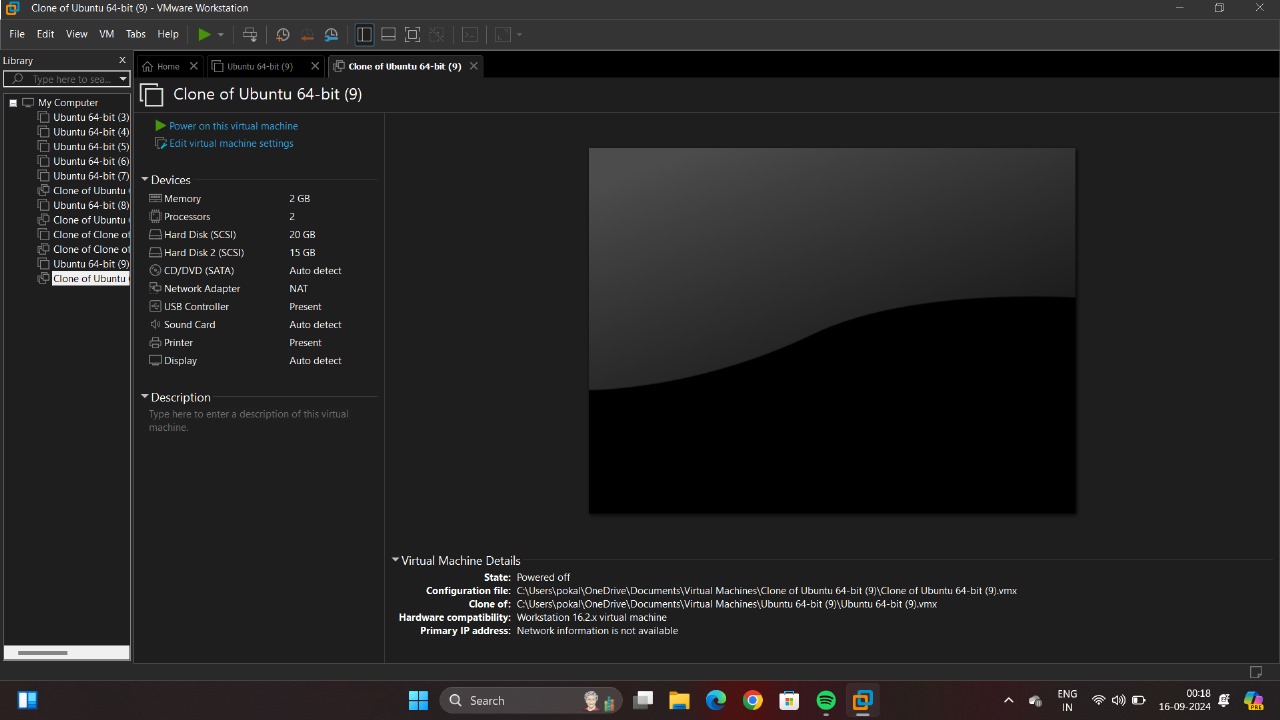 Clone of Ubuntu 64-bit (9) - VMware Workstation
File Edit View VM Tabs Help
Library
Type here to sea...
My Computer
Ubuntu 64-bit (3)
Ubuntu 64-bit (4)
Ubuntu 64-bit (5)
Ubuntu 64-bit (6)
Ubuntu 64-bit (7)
Clone of Ubuntu
Ubuntu 64-bit (8)
Clone of Ubuntu
Clone of Clone of
Clone of Clone of
Ubuntu 64-bit (9)
Clone of Ubuntu
Home Ubuntu 64-bit (9) Clone of Ubuntu 64-bit (9)
Clone of Ubuntu 64-bit (9)
Power on this virtual machine
Edit virtual machine settings
Devices
Memory 2 GB
Processors 2
Hard Disk (SCSI) 20 GB
Hard Disk 2 (SCSI) 15 GB
CD/DVD (SATA) Auto detect
Network Adapter NAT
USB Controller Present
Sound Card Auto detect
Printer Present
Display Auto detect
Description
Type here to enter a description of this virtual
machine.
Virtual Machine Details
State: Powered off
Configuration file: C:\Users\pokal\OneDrive\Documents\Virtual Machines\Clone of Ubuntu 64-bit (9)\Clone of Ubuntu 64-bit (9).vmx
Clone of: C:\Users\pokal\OneDrive\Documents\Virtual Machines\Ubuntu 64-bit (9)\Ubuntu 64-bit (9).vmx
Hardware compatibility: Workstation 16.2.x virtual machine
Primary IP address: Network information is not available
Search
ENG
IN
00:18
16-09-2024
PRE